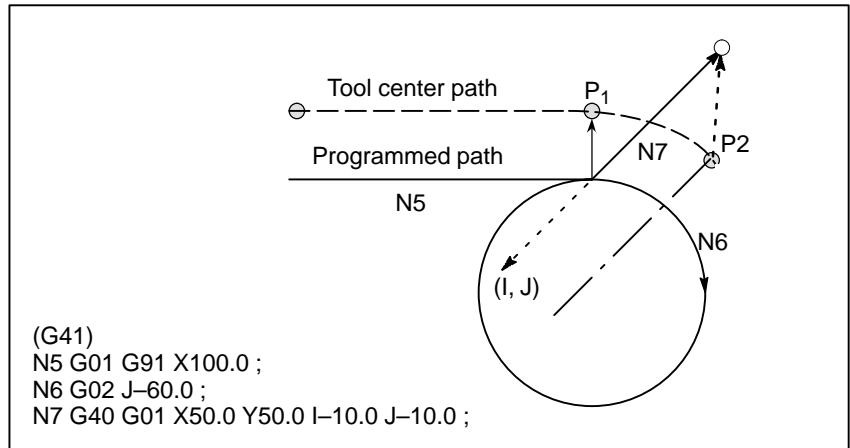 Tool center path
P1
Programmed path
N7
P2
N5
N6
(I, J)
(G41)
N5 G01 G91 X100.0 ;
N6 G02 J–60.0 ;
N7 G40 G01 X50.0 Y50.0 I–10.0 J–10.0 ;